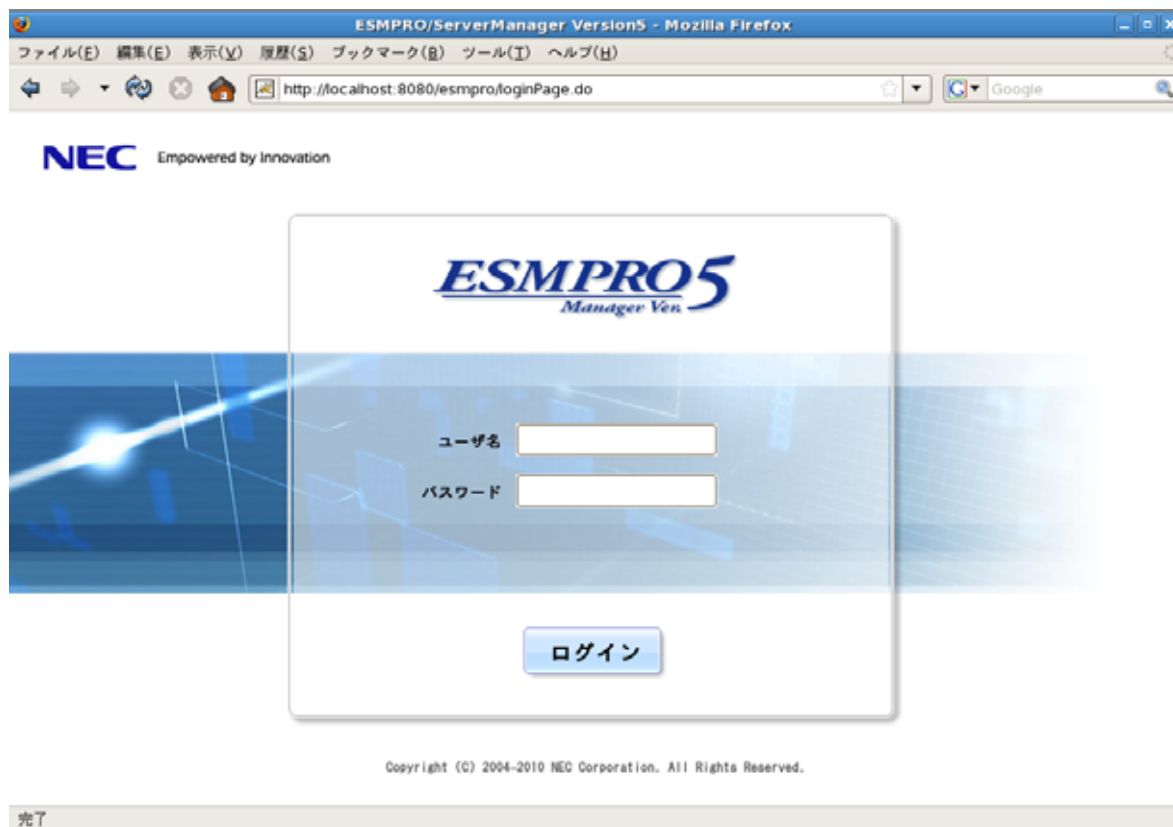 ESMPRO/ServerManager Version5 - Mozilla Firefox
ファイル(F) 編集(E) 表示(V) 履歴(S) ブックマーク(B) ツール(T) ヘルプ(H)
http://localhost:8080/esmpro/loginPage.do
Google
NEC Empowered by Innovation
ESMPRO5
Manager Ver.
ユーザ名
パスワード
ログイン
Copyright (C) 2004-2010 NEC Corporation. All Rights Reserved.
完了